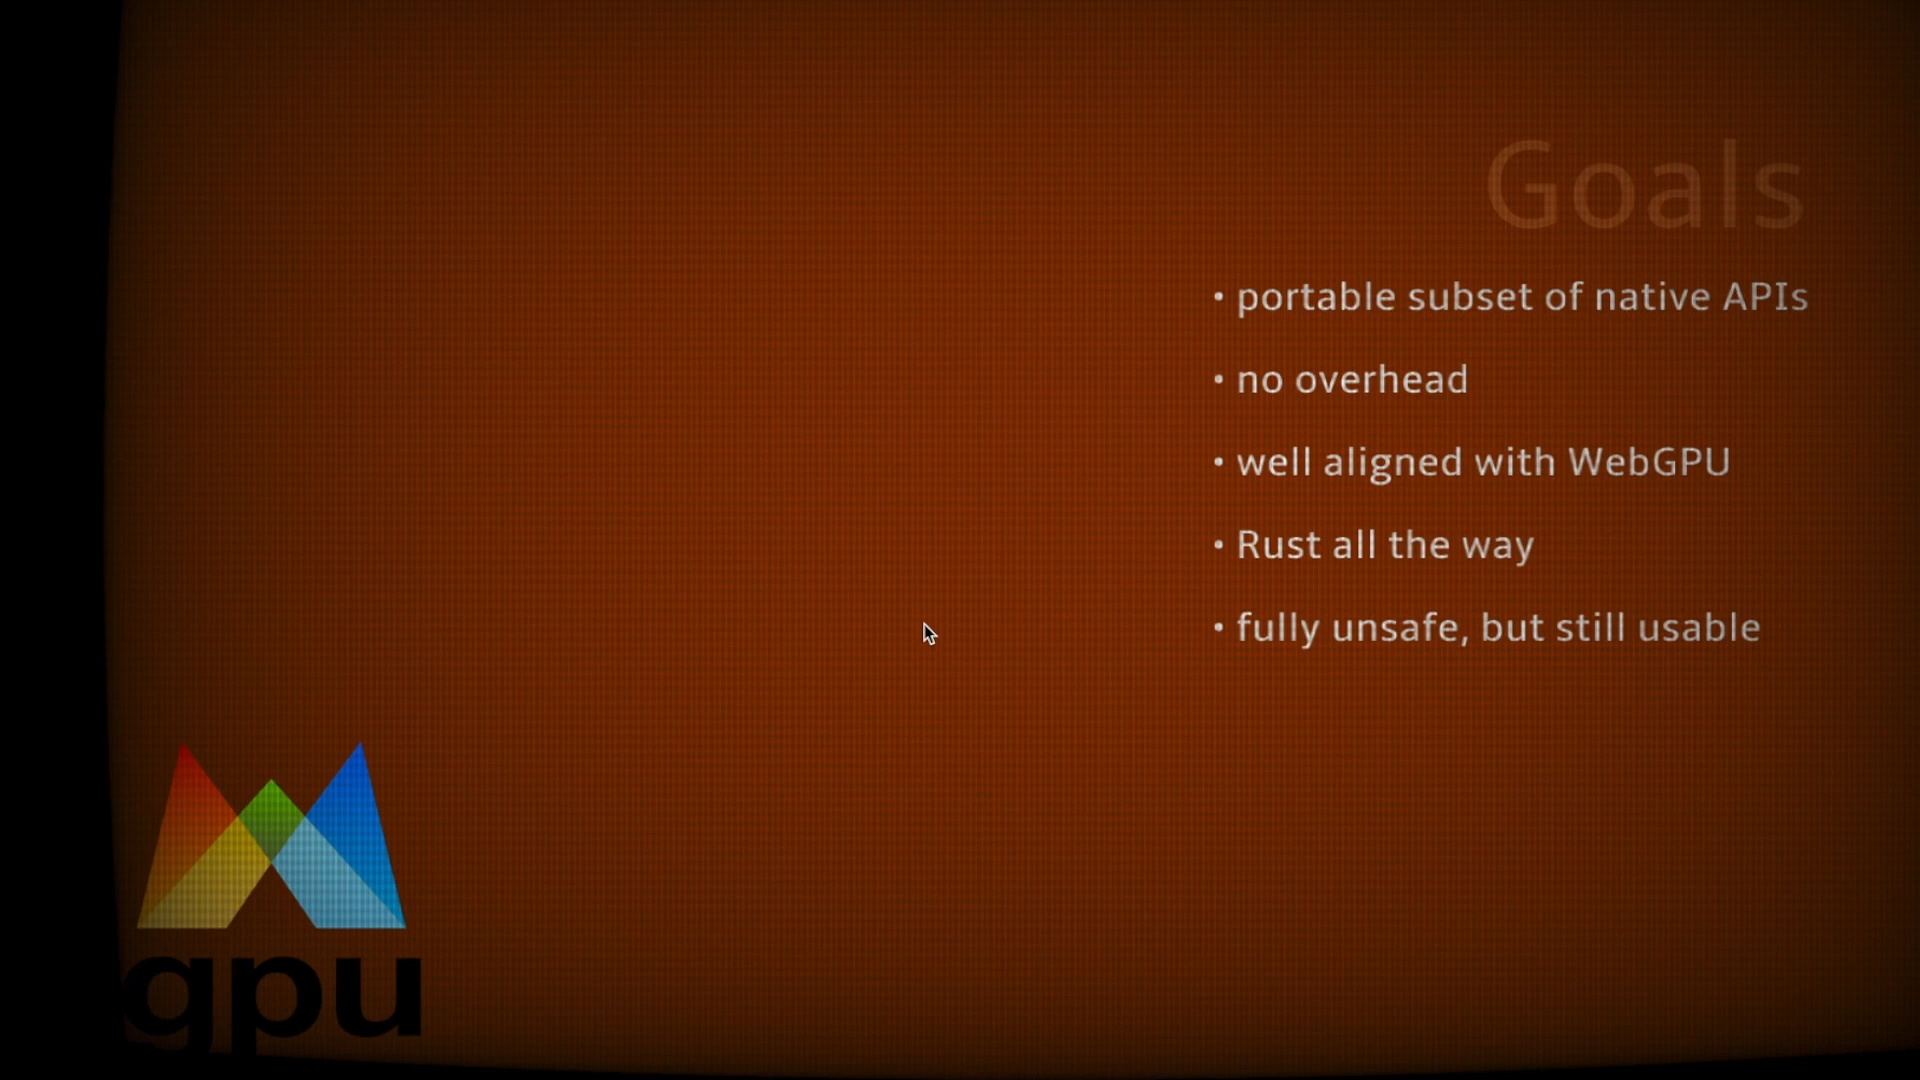 Goals
• portable subset of native APIs
• no overhead
• well aligned with WebGPU
• Rust all the way
• fully unsafe, but still usable
gpu